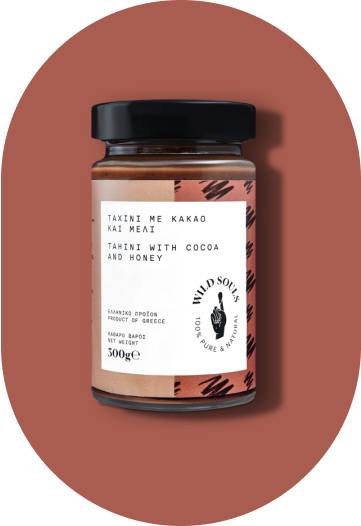 ΤΑΧΙΝΙ ΜΕ ΚΑΚΑΟ
ΚΑΙ ΜΕΛΙ
TAHINI WITH COCOA
AND HONEY
WILD SOULS
100% PURE & NATURAL
ΕΛΛΗΝΙΚΟ ΠΡΟΪΟΝ
PRODUCT OF GREECE
ΚΑΘΑΡΟ ΒΑΡΟΣ
NET WEIGHT
300g℮